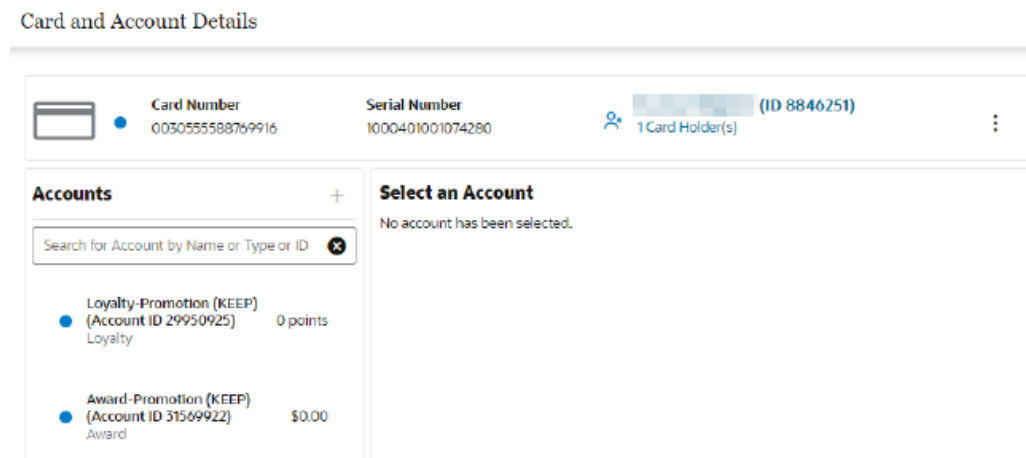 Card and Account Details
Card Number
0030555588769916
Serial Number
1000401001074280
(ID 8846251)
1 Card Holder(s)
Accounts
Search for Account by Name or Type or ID
Loyalty-Promotion (KEEP)
(Account ID 29950925) 0 points
Loyalty
Award-Promotion (KEEP)
(Account ID 31569922) $0.00
Award
Select an Account
No account has been selected.